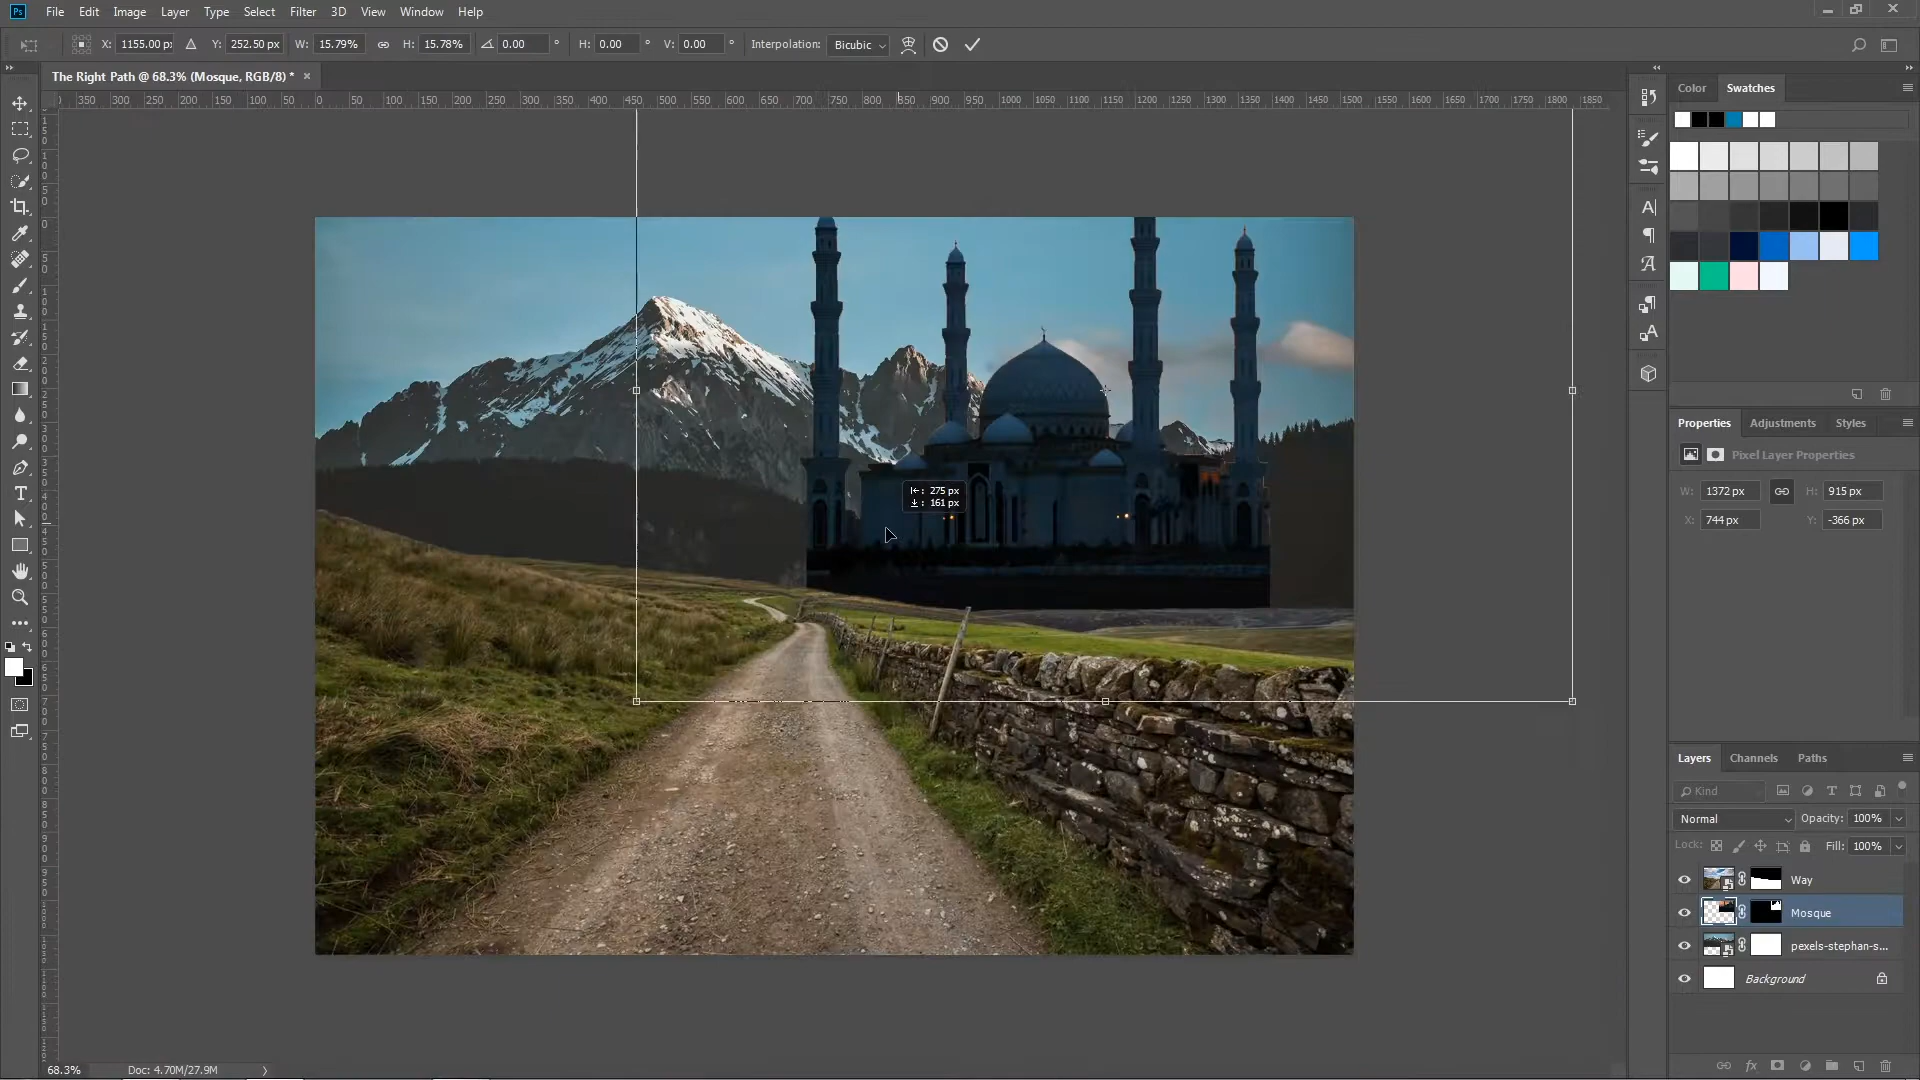 Ps File Edit Image Layer Type Select Filter 3D View Window Help
X: 1155.00 px Y: 252.50 px W: 15.79% H: 15.78% 0.00 ° H: 0.00 ° V: 0.00 ° Interpolation: Bicubic
The Right Path @ 68.3% (Mosque, RGB/8) * ×
350 300 250 200 150 100 50 0 50 100 150 200 250 300 350 400 450 500 550 600 650 700 750 800 850 900 950 1000 1050 1100 1150 1200 1250 1300 1350 1400 1450 1500 1550 1600 1650 1700 1750 1800 1850
Color Swatches
275 px
161 px
Properties Adjustments Styles
Pixel Layer Properties
W: 1372 px H: 915 px
X: 744 px Y: -366 px
Layers Channels Paths
Kind
Normal Opacity: 100%
Lock: Fill: 100%
Way
Mosque
pexels-stephan-s...
Background
68.3% Doc: 4.70M/27.9M